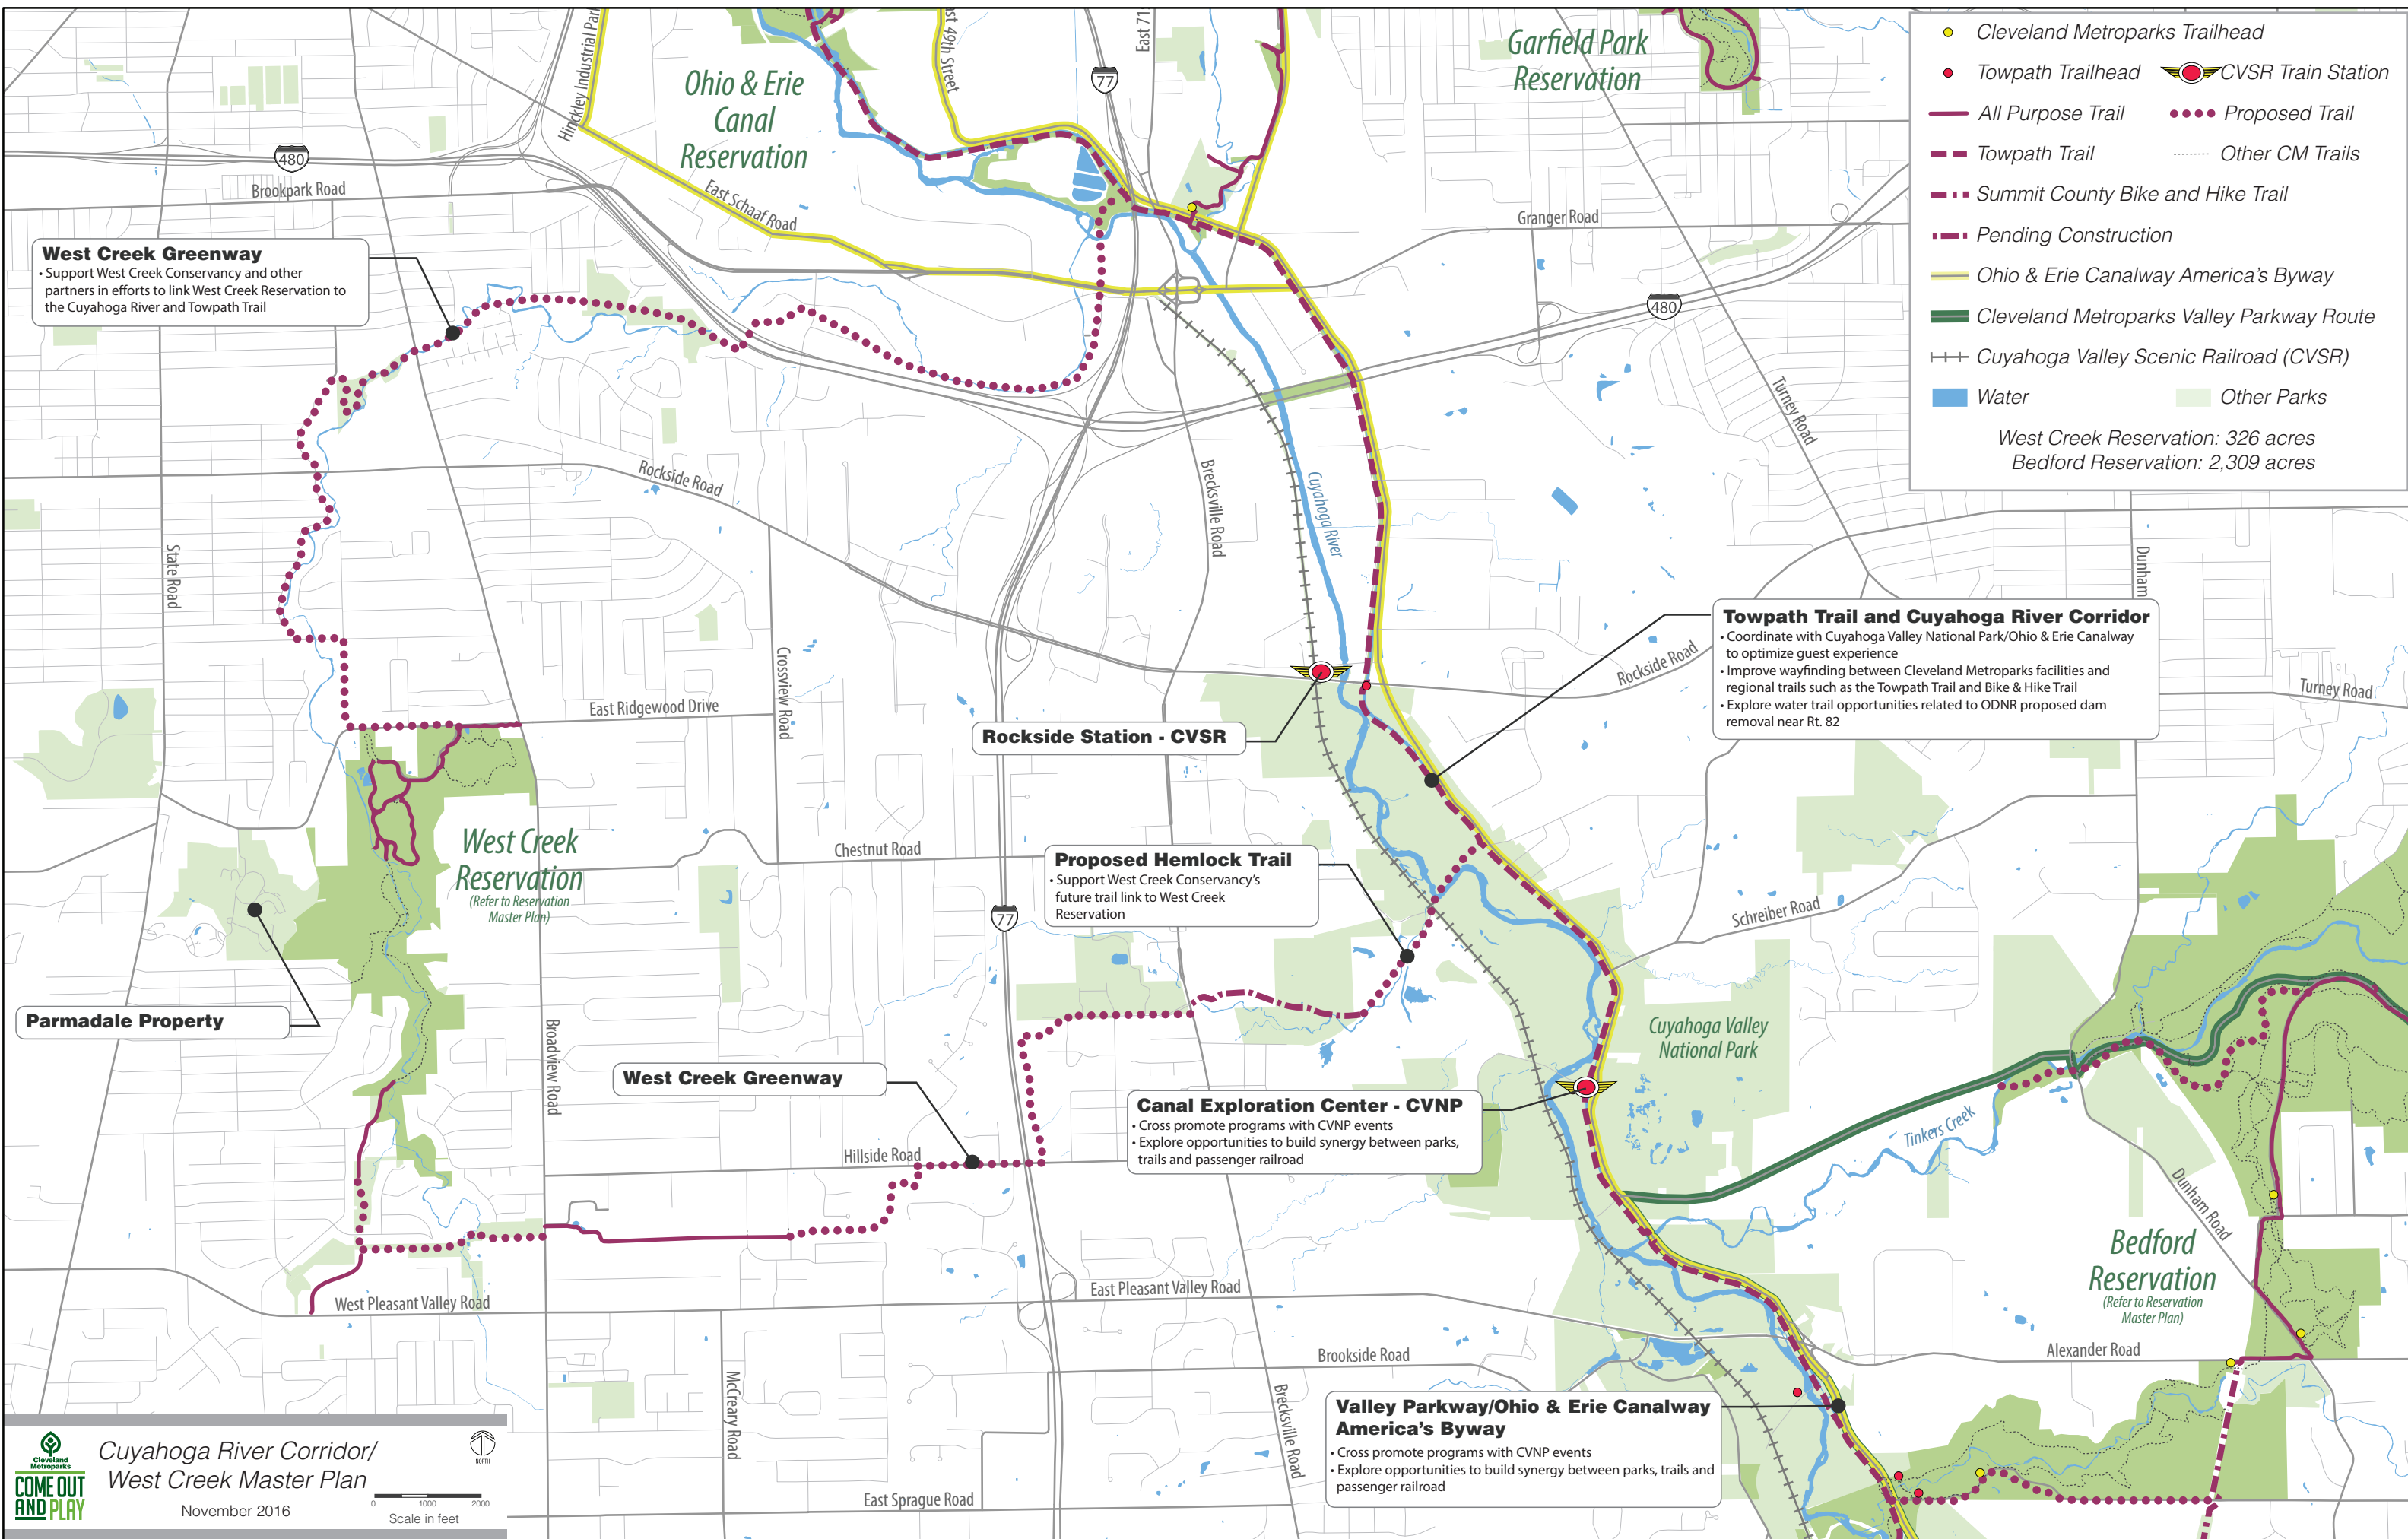 Hinckley Industrial Par
st 49th Street
77
East 71
Ohio & Erie
Canal
Reservation
Garfield Park
Reservation
Cleveland Metroparks Trailhead
Towpath Trailhead
CVSR Train Station
All Purpose Trail
Proposed Trail
Towpath Trail
Other CM Trails
Summit County Bike and Hike Trail
Pending Construction
Ohio & Erie Canalway America's Byway
Cleveland Metroparks Valley Parkway Route
Cuyahoga Valley Scenic Railroad (CVSR)
Water
Other Parks
West Creek Reservation: 326 acres
Bedford Reservation: 2,309 acres
480
Brookpark Road
East Schaaf Road
Granger Road
480
West Creek Greenway
• Support West Creek Conservancy and other
partners in efforts to link West Creek Reservation to
the Cuyahoga River and Towpath Trail
Turney Road
Rockside Road
Brecksville Road
Cuyahoga River
State Road
Dunham
Crossview Road
East Ridgewood Drive
Rockside Road
Turney Road
Towpath Trail and Cuyahoga River Corridor
• Coordinate with Cuyahoga Valley National Park/Ohio & Erie Canalway
to optimize guest experience
• Improve wayfinding between Cleveland Metroparks facilities and
regional trails such as the Towpath Trail and Bike & Hike Trail
• Explore water trail opportunities related to ODNR proposed dam
removal near Rt. 82
Rockside Station - CVSR
West Creek
Reservation
(Refer to Reservation
Master Plan)
Chestnut Road
Proposed Hemlock Trail
• Support West Creek Conservancy's
future trail link to West Creek
Reservation
77
Schreiber Road
Parmadale Property
Broadview Road
Cuyahoga Valley
National Park
West Creek Greenway
Canal Exploration Center - CVNP
• Cross promote programs with CVNP events
• Explore opportunities to build synergy between parks,
trails and passenger railroad
Hillside Road
Tinkers Creek
Dunham Road
Bedford
Reservation
(Refer to Reservation
Master Plan)
West Pleasant Valley Road
East Pleasant Valley Road
Brookside Road
Alexander Road
McCreary Road
Brecksville Road
Valley Parkway/Ohio & Erie Canalway
America's Byway
• Cross promote programs with CVNP events
• Explore opportunities to build synergy between parks, trails and
passenger railroad
East Sprague Road
Cleveland
Metroparks
COME OUT
AND PLAY
Cuyahoga River Corridor/
West Creek Master Plan
November 2016
NORTH
0 1000 2000
Scale in feet